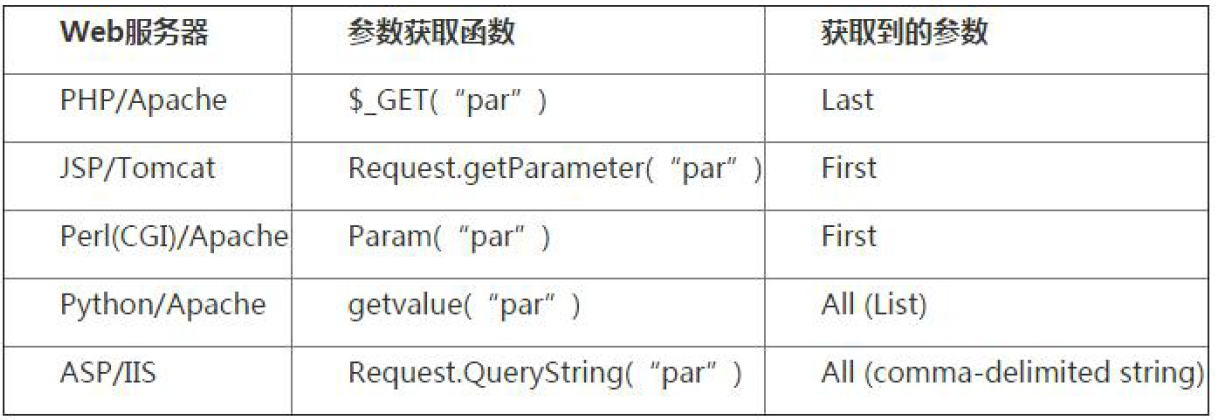 Web服务器 参数获取函数 获取到的参数
PHP/Apache $_GET(“par”) Last
JSP/Tomcat Request.getParameter(“par”) First
Perl(CGI)/Apache Param(“par”) First
Python/Apache getvalue(“par”) All (List)
ASP/IIS Request.QueryString(“par”) All (comma-delimited string)